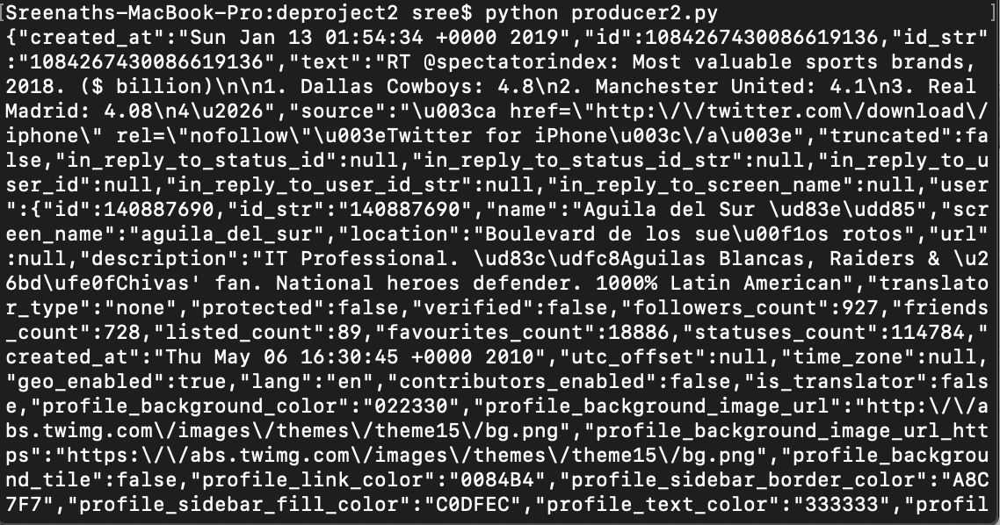 [Sreenaths-MacBook-Pro:deproject2 sree$ python producer2.py ]
{"created_at":"Sun Jan 13 01:54:34 +0000 2019","id":1084267430086619136,"id_str"
:"1084267430086619136","text":"RT @spectatorindex: Most valuable sports brands,
2018. ($ billion)\n\n1. Dallas Cowboys: 4.8\n2. Manchester United: 4.1\n3. Real
Madrid: 4.08\n4\u2026","source":"\u003ca href=\"http:\/\/twitter.com\/download\/
iphone\" rel=\"nofollow\"\u003eTwitter for iPhone\u003c\/a\u003e","truncated":fa
lse,"in_reply_to_status_id":null,"in_reply_to_status_id_str":null,"in_reply_to_u
ser_id":null,"in_reply_to_user_id_str":null,"in_reply_to_screen_name":null,"user
":{"id":140887690,"id_str":"140887690","name":"Aguila del Sur \ud83e\udd85","scr
een_name":"aguila_del_sur","location":"Boulevard de los sue\u00f1os rotos","url"
:null,"description":"IT Professional. \ud83c\udfc8Aguilas Blancas, Raiders & \u2
6bd\ufe0fChivas' fan. National heroes defender. 1000% Latin American","translato
r_type":"none","protected":false,"verified":false,"followers_count":927,"friends
_count":728,"listed_count":89,"favourites_count":18886,"statuses_count":114784,"
created_at":"Thu May 06 16:30:45 +0000 2010","utc_offset":null,"time_zone":null,
"geo_enabled":true,"lang":"en","contributors_enabled":false,"is_translator":fals
e,"profile_background_color":"022330","profile_background_image_url":"http:\/\/a
bs.twimg.com\/images\/themes\/theme15\/bg.png","profile_background_image_url_htt
ps":"https:\/\/abs.twimg.com\/images\/themes\/theme15\/bg.png","profile_backgrou
nd_tile":false,"profile_link_color":"0084B4","profile_sidebar_border_color":"A8C
7F7","profile_sidebar_fill_color":"C0DFEC","profile_text_color":"333333","profil